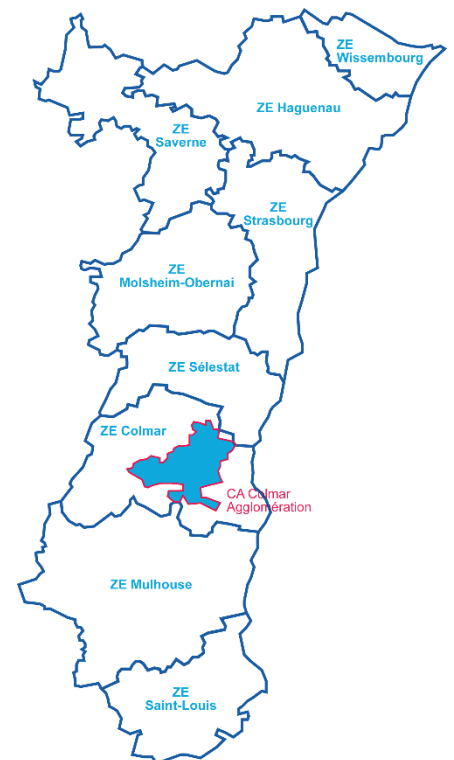 ZE
Wissembourg
ZE Haguenau
ZE
Saverne
ZE
Strasbourg
ZE
Molsheim-Obernai
ZE Sélestat
ZE Colmar
CA Colmar
Agglomération
ZE Mulhouse
ZE
Saint-Louis